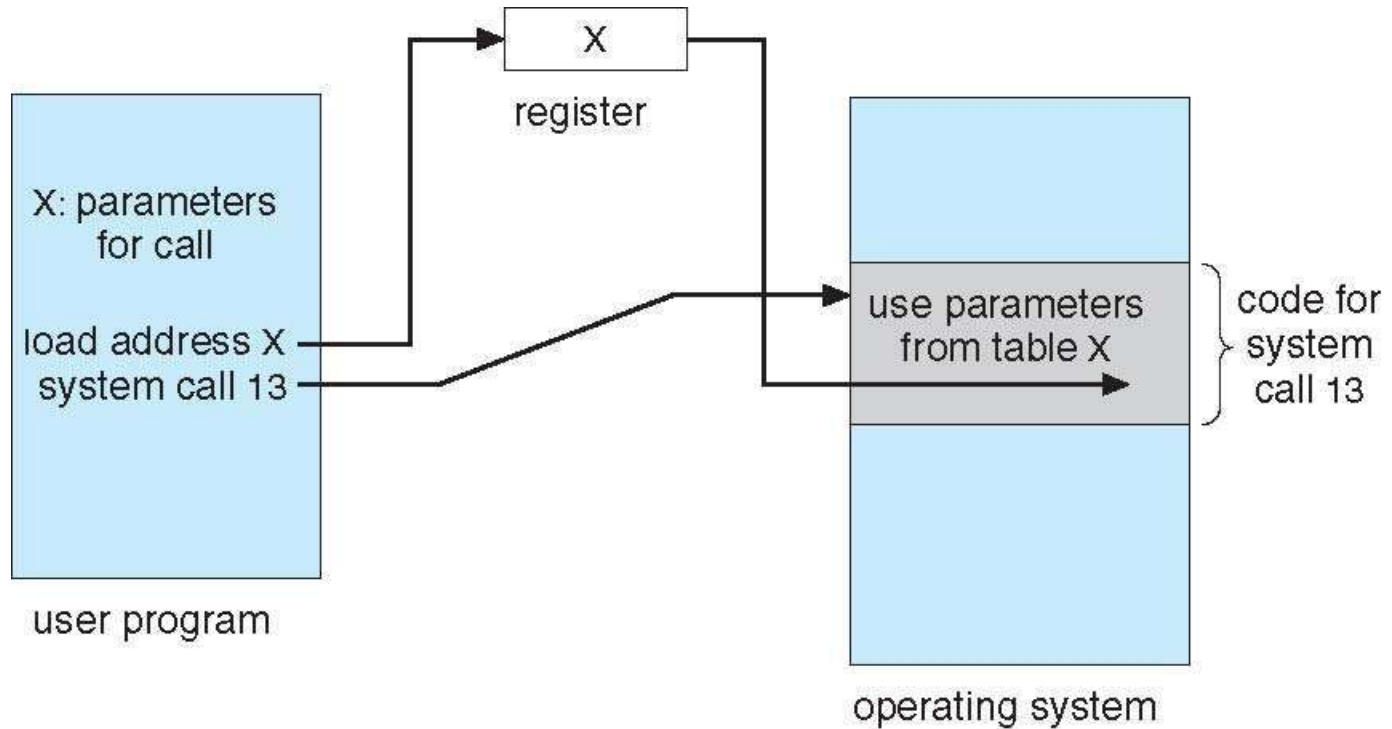 X
register
X: parameters
for call
load address X
system call 13
use parameters
from table X
code for
system
call 13
user program
operating system